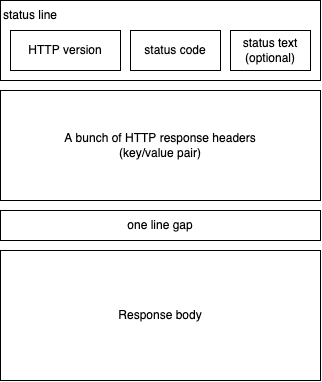 status line
HTTP version
status code
status text
(optional)
A bunch of HTTP response headers
(key/value pair)
one line gap
Response body